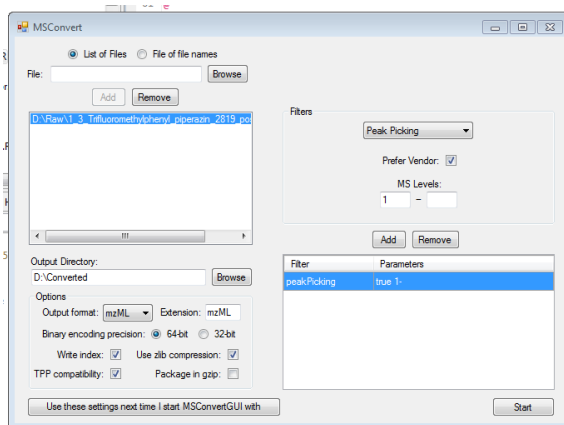 MSConvert
List of Files File of file names
File: Browse
Add Remove
D:\Raw\1_3_Trifluoromethylphenyl_piperazin_2819_pos
Output Directory:
D:\Converted Browse
Options
Output format: mzML Extension: mzML
Binary encoding precision: 64-bit 32-bit
Write index: Use zlib compression:
TPP compatibility: Package in gzip:
Use these settings next time I start MSConvertGUI with
Filters
Peak Picking
Prefer Vendor:
MS Levels:
1 –
Add Remove
Filter Parameters
peakPicking true 1-
Start